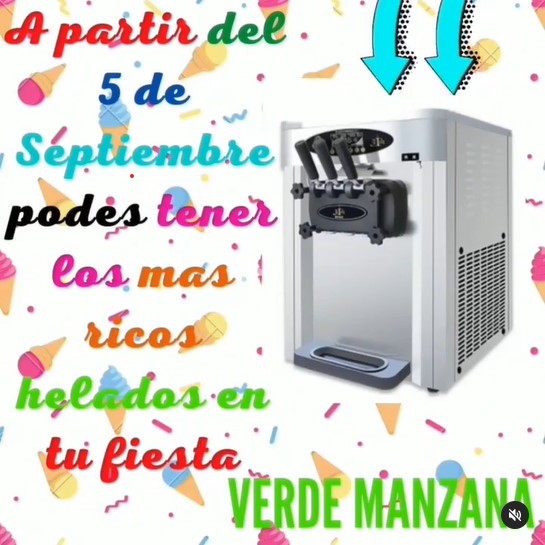 A partir del
5 de
Septiembre
podes tener
los mas
ricos
helados en
tu fiesta
VERDE MANZANA